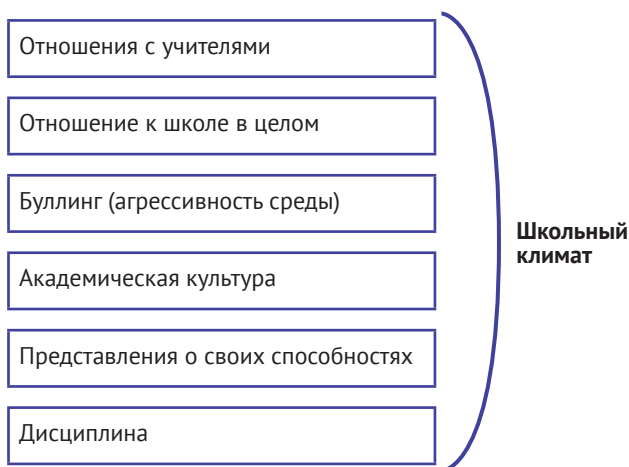 Отношения с учителями
Отношение к школе в целом
Буллинг (агрессивность среды)
Школьный
климат
Академическая культура
Представления о своих способностях
Дисциплина